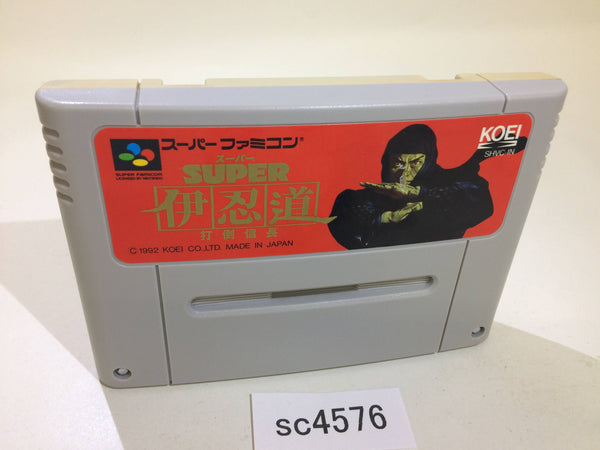 スーパーファミコン®
KOEI
SHVC-IN
SUPER FAMICOM
LICENSED BY NINTENDO
スーパー
SUPER
伊忍道
打倒信長
©1992 KOEI CO.,LTD. MADE IN JAPAN
sc4576